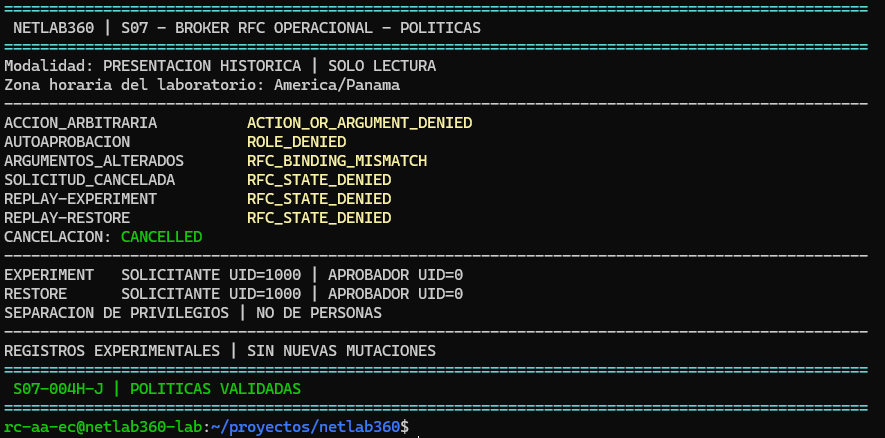 ================================================================================================
NETLAB360 | S07 - BROKER RFC OPERACIONAL - POLITICAS
================================================================================================
Modalidad: PRESENTACION HISTORICA | SOLO LECTURA
Zona horaria del laboratorio: America/Panama
------------------------------------------------------------------------------------------------
ACCION_ARBITRARIA          ACTION_OR_ARGUMENT_DENIED
AUTOAPROBACION             ROLE_DENIED
ARGUMENTOS_ALTERADOS       RFC_BINDING_MISMATCH
SOLICITUD_CANCELADA        RFC_STATE_DENIED
REPLAY-EXPERIMENT          RFC_STATE_DENIED
REPLAY-RESTORE             RFC_STATE_DENIED
CANCELACION: CANCELLED
------------------------------------------------------------------------------------------------
EXPERIMENT   SOLICITANTE UID=1000 | APROBADOR UID=0
RESTORE      SOLICITANTE UID=1000 | APROBADOR UID=0
SEPARACION DE PRIVILEGIOS | NO DE PERSONAS
------------------------------------------------------------------------------------------------
REGISTROS EXPERIMENTALES | SIN NUEVAS MUTACIONES
================================================================================================
S07-004H-J | POLITICAS VALIDADAS
================================================================================================
rc-aa-ec@netlab360-lab:~/proyectos/netlab360$